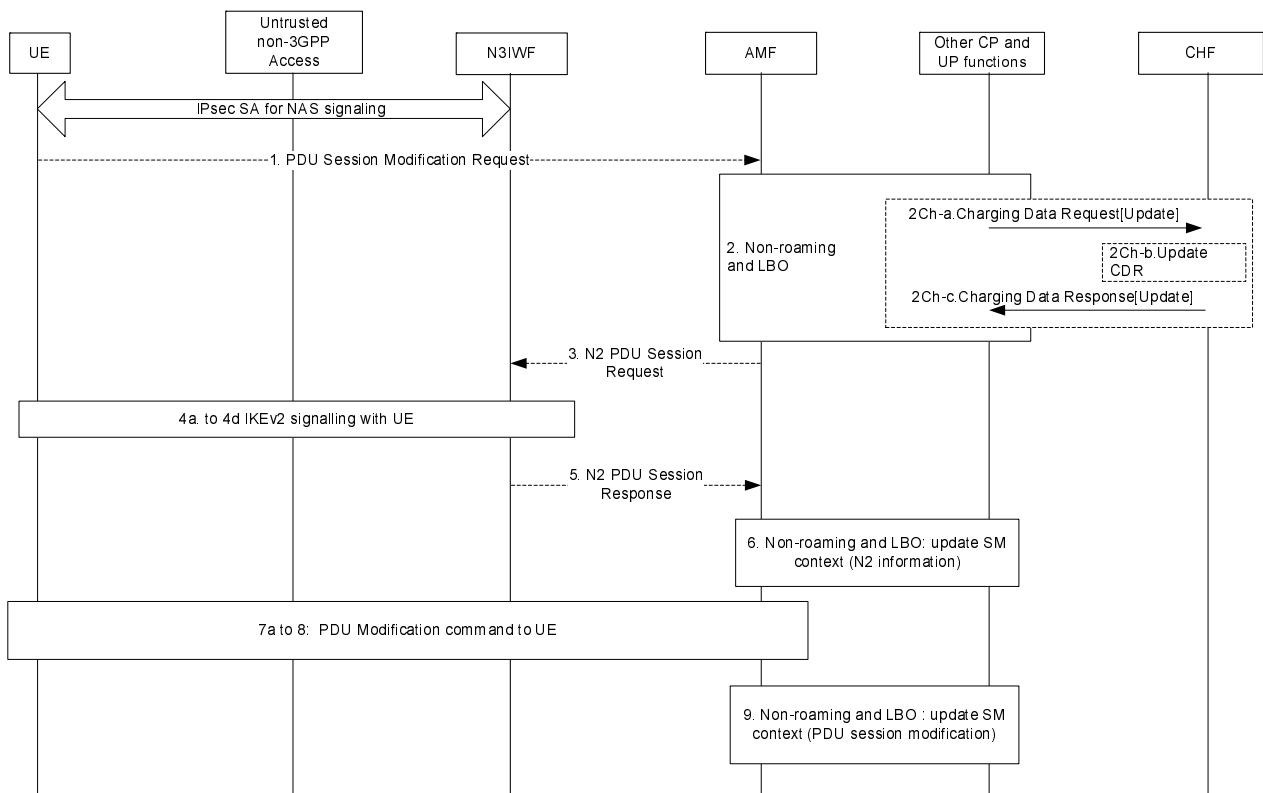 UE
Untrusted
non-3GPP
Access
N3IWF
AMF
Other CP and
UP functions
CHF
IPsec SA for NAS signaling
1. PDU Session Modification Request
2Ch-a.Charging Data Request[Update]
2. Non-roaming
and LBO
2Ch-b.Update
CDR
2Ch-c.Charging Data Response[Update]
3. N2 PDU Session
Request
4a. to 4d IKEv2 signalling with UE
5. N2 PDU Session
Response
6. Non-roaming and LBO: update SM
context (N2 information)
7a to 8: PDU Modification command to UE
9. Non-roaming and LBO : update SM
context (PDU session modification)